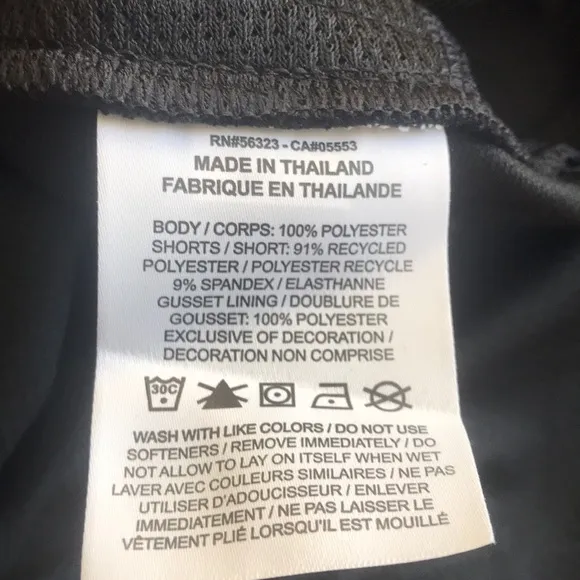 RN#56323 - CA#05553
MADE IN THAILAND
FABRIQUE EN THAILANDE
BODY / CORPS: 100% POLYESTER
SHORTS / SHORT: 91% RECYCLED
POLYESTER / POLYESTER RECYCLE
9% SPANDEX / ELASTHANNE
GUSSET LINING / DOUBLURE DE
GOUSSET: 100% POLYESTER
EXCLUSIVE OF DECORATION /
DECORATION NON COMPRISE
30C
WASH WITH LIKE COLORS / DO NOT USE
SOFTENERS / REMOVE IMMEDIATELY / DO
NOT ALLOW TO LAY ON ITSELF WHEN WET
LAVER AVEC COULEURS SIMILAIRES / NE PAS
UTILISER D'ADOUCISSEUR / ENLEVER
IMMEDIATEMENT / NE PAS LAISSER LE
VÊTEMENT PLIÉ LORSQU'IL EST MOUILLÉ